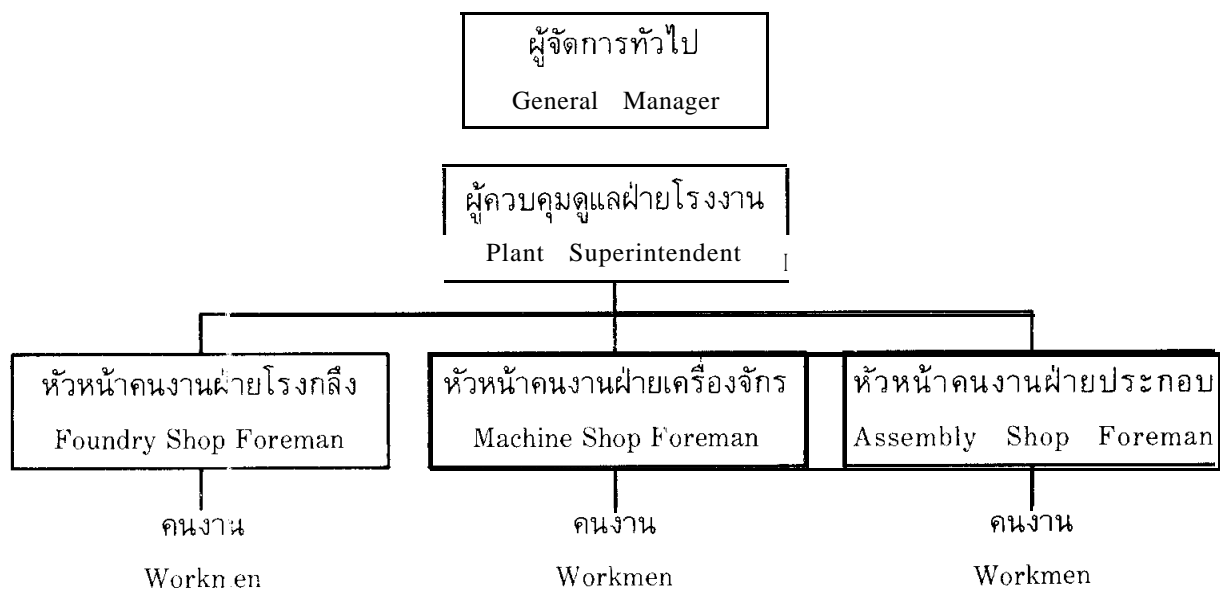 ผู้จัดการทั่วไป
General Manager
ผู้ควบคุมดูแลฝ่ายโรงงาน
Plant Superintendent
หัวหน้าคนงานฝ่ายโรงกลึง
Foundry Shop Foreman
หัวหน้าคนงานฝ่ายเครื่องจักร
Machine Shop Foreman
หัวหน้าคนงานฝ่ายประกอบ
Assembly Shop Foreman
คนงาน
Workmen
คนงาน
Workmen
คนงาน
Workmen